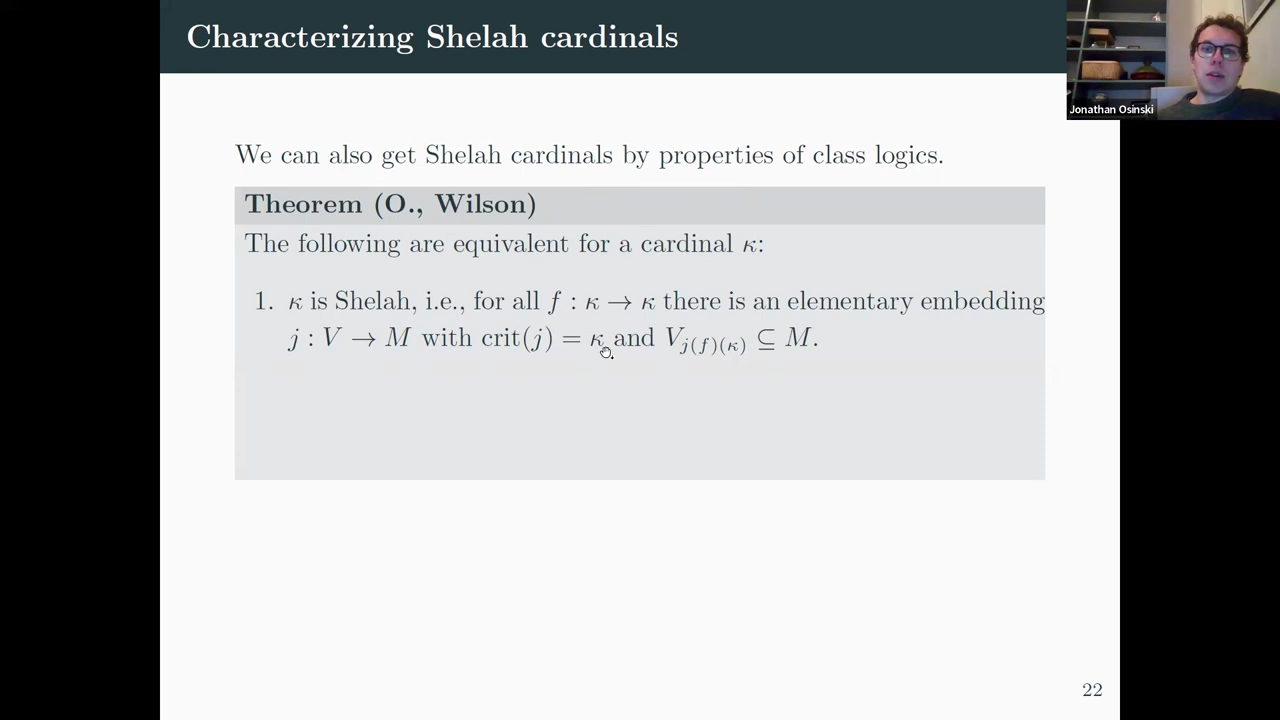 Characterizing Shelah cardinals
Jonathan Osinski
We can also get Shelah cardinals by properties of class logics.
Theorem (O., Wilson)
The following are equivalent for a cardinal κ:
1. κ is Shelah, i.e., for all f : κ → κ there is an elementary embedding
j : V → M with crit(j) = κ and V_{j(f)(κ)} ⊆ M.
22